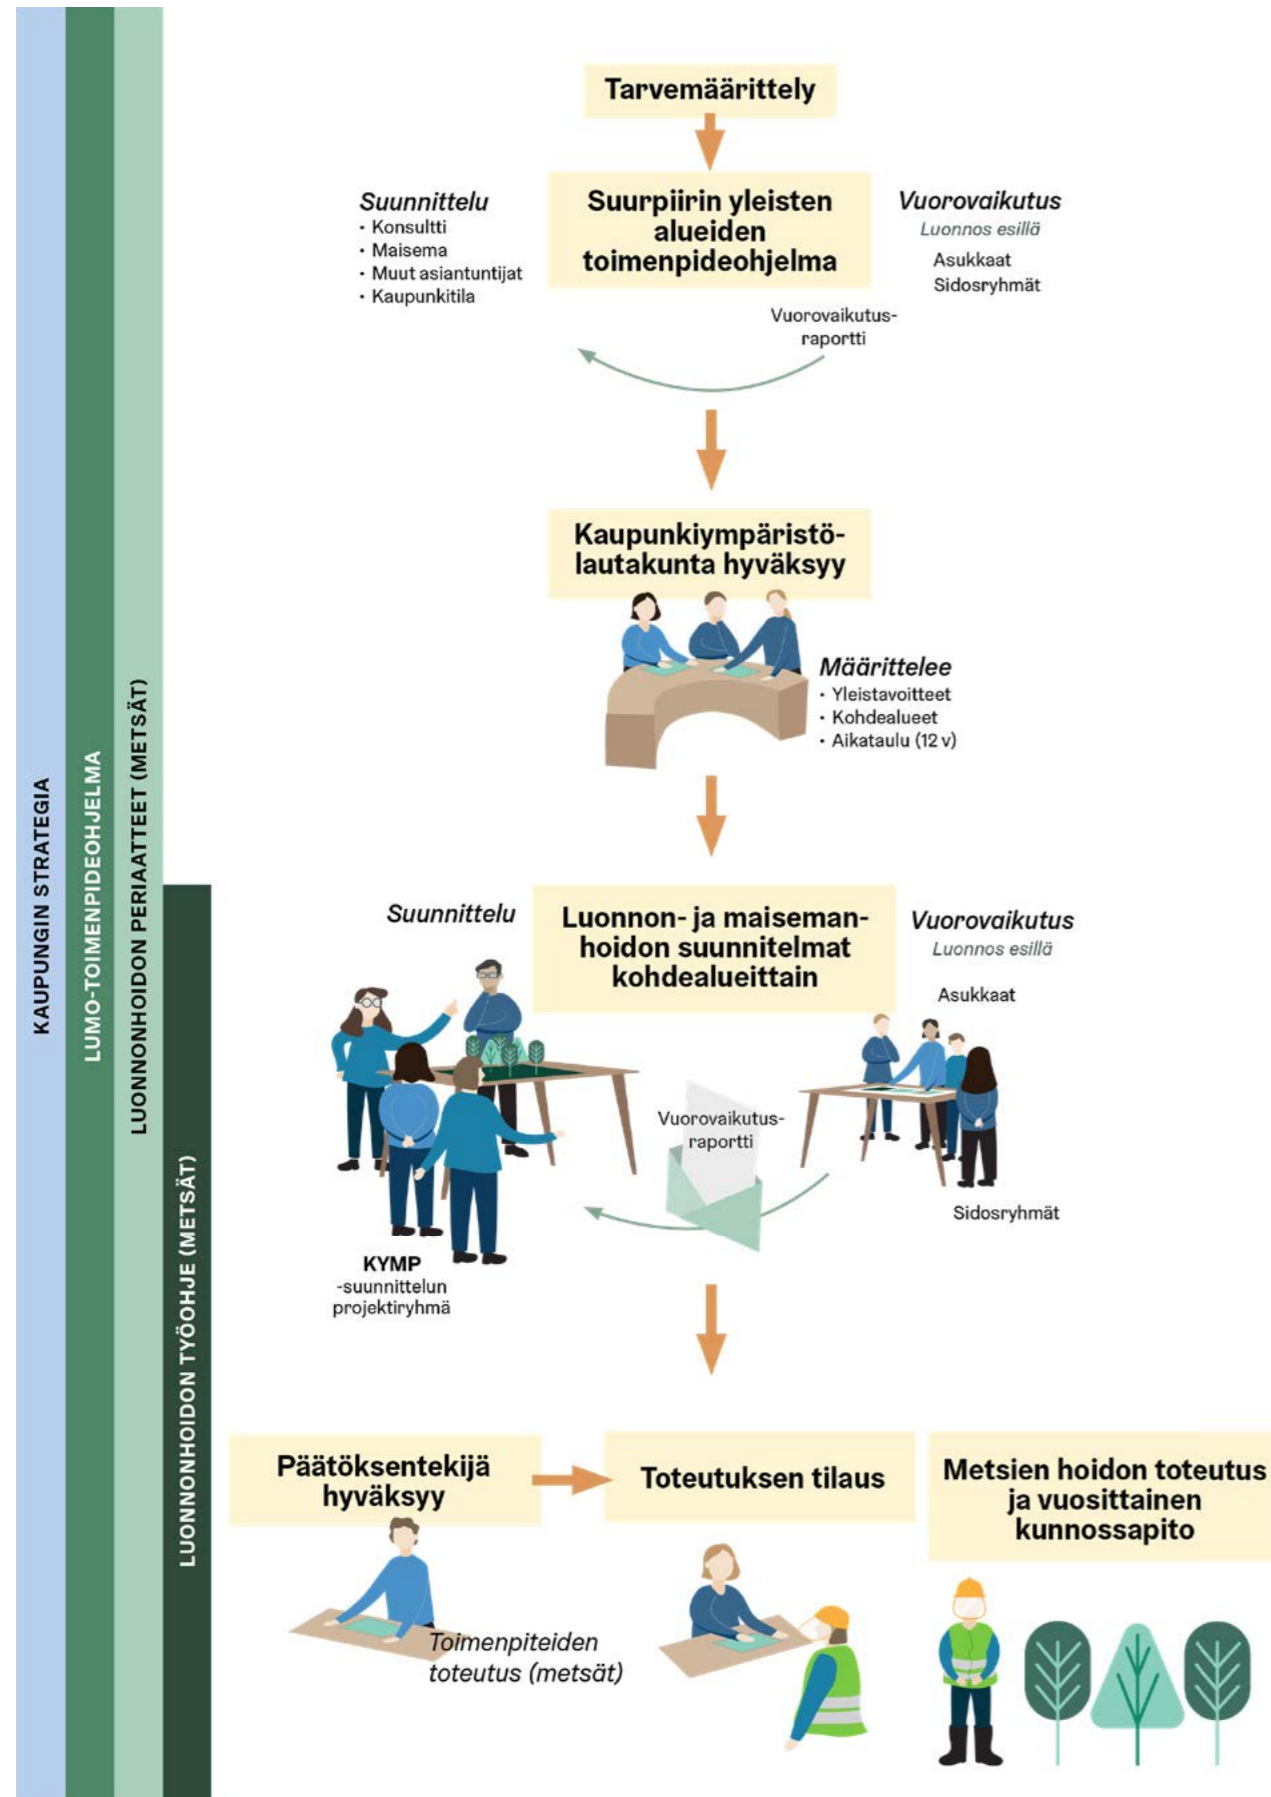 KAUPUNGIN STRATEGIA
LUMO-TOIMENPIDEOHJELMA
LUONNONHOIDON PERIAATTEET (METSÄT)
LUONNONHOIDON TYÖOHJE (METSÄT)
Tarvemäärittely
Suunnittelu
• Konsultti
• Maisema
• Muut asiantuntijat
• Kaupunkitila
Suurpiirin yleisten
alueiden
toimenpideohjelma
Vuorovaikutus
Luonnos esillä
Asukkaat
Sidosryhmät
Vuorovaikutus-
raportti
Kaupunkiympäristö-
lautakunta hyväksyy
Määrittelee
• Yleistavoitteet
• Kohdealueet
• Aikataulu (12 v)
Suunnittelu
Luonnon- ja maiseman-
hoidon suunnitelmat
kohdealueittain
Vuorovaikutus
Luonnos esillä
Asukkaat
Vuorovaikutus-
raportti
Sidosryhmät
KYMP
-suunnittelun
projektiryhmä
Päätöksentekijä
hyväksyy
Toteutuksen tilaus
Metsien hoidon toteutus
ja vuosittainen
kunnossapito
Toimenpiteiden
toteutus (metsät)